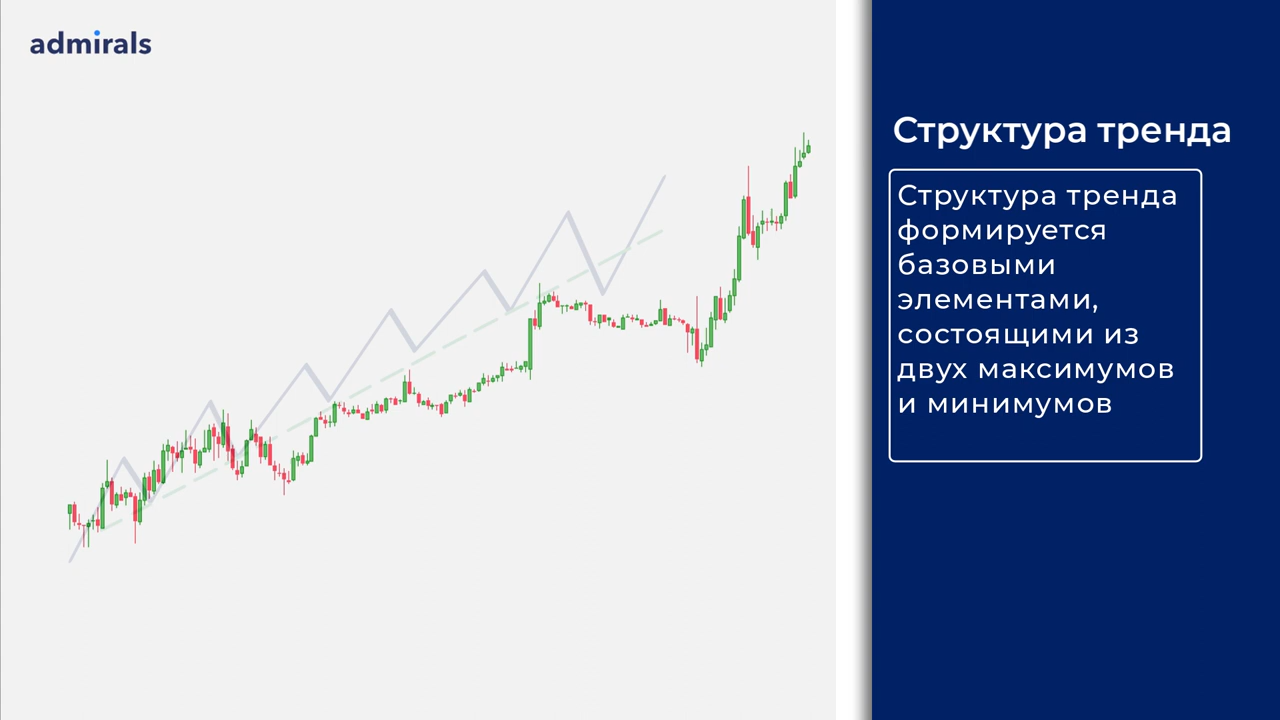 admirals
Структура тренда
Структура тренда
формируется
базовыми
элементами,
состоящими из
двух максимумов
и минимумов